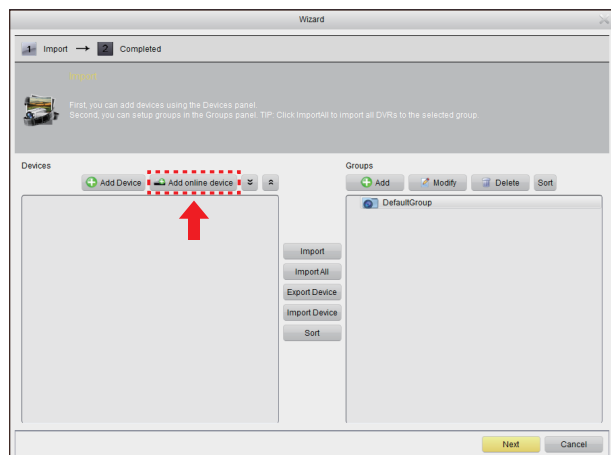 Wizard
1 Import → 2 Completed
Import
First, you can add devices using the Devices panel.
Second, you can setup groups in the Groups panel. TIP: Click ImportAll to import all DVRs to the selected group.
Devices
Groups
Add Device Add online device Add Modify Delete Sort
DefaultGroup
Import
Import All
Export Device
Import Device
Sort
Next Cancel